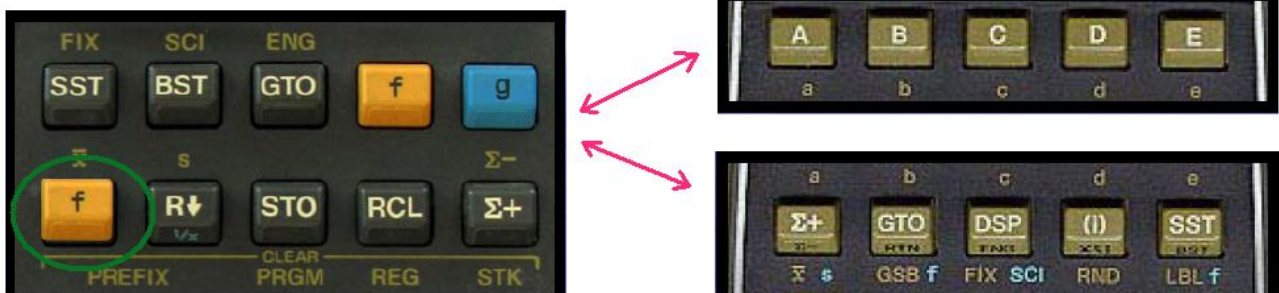 FIX SCI ENG
SST BST GTO f g
x̅ s Σ−
f R↓ STO RCL Σ+
1/x
CLEAR
PREFIX PRGM REG STK
A B C D E
a b c d e
a b c d e
Σ+ GTO DSP (i) SST
RTN BST
x̅ s GSB f FIX SCI RND LBL f